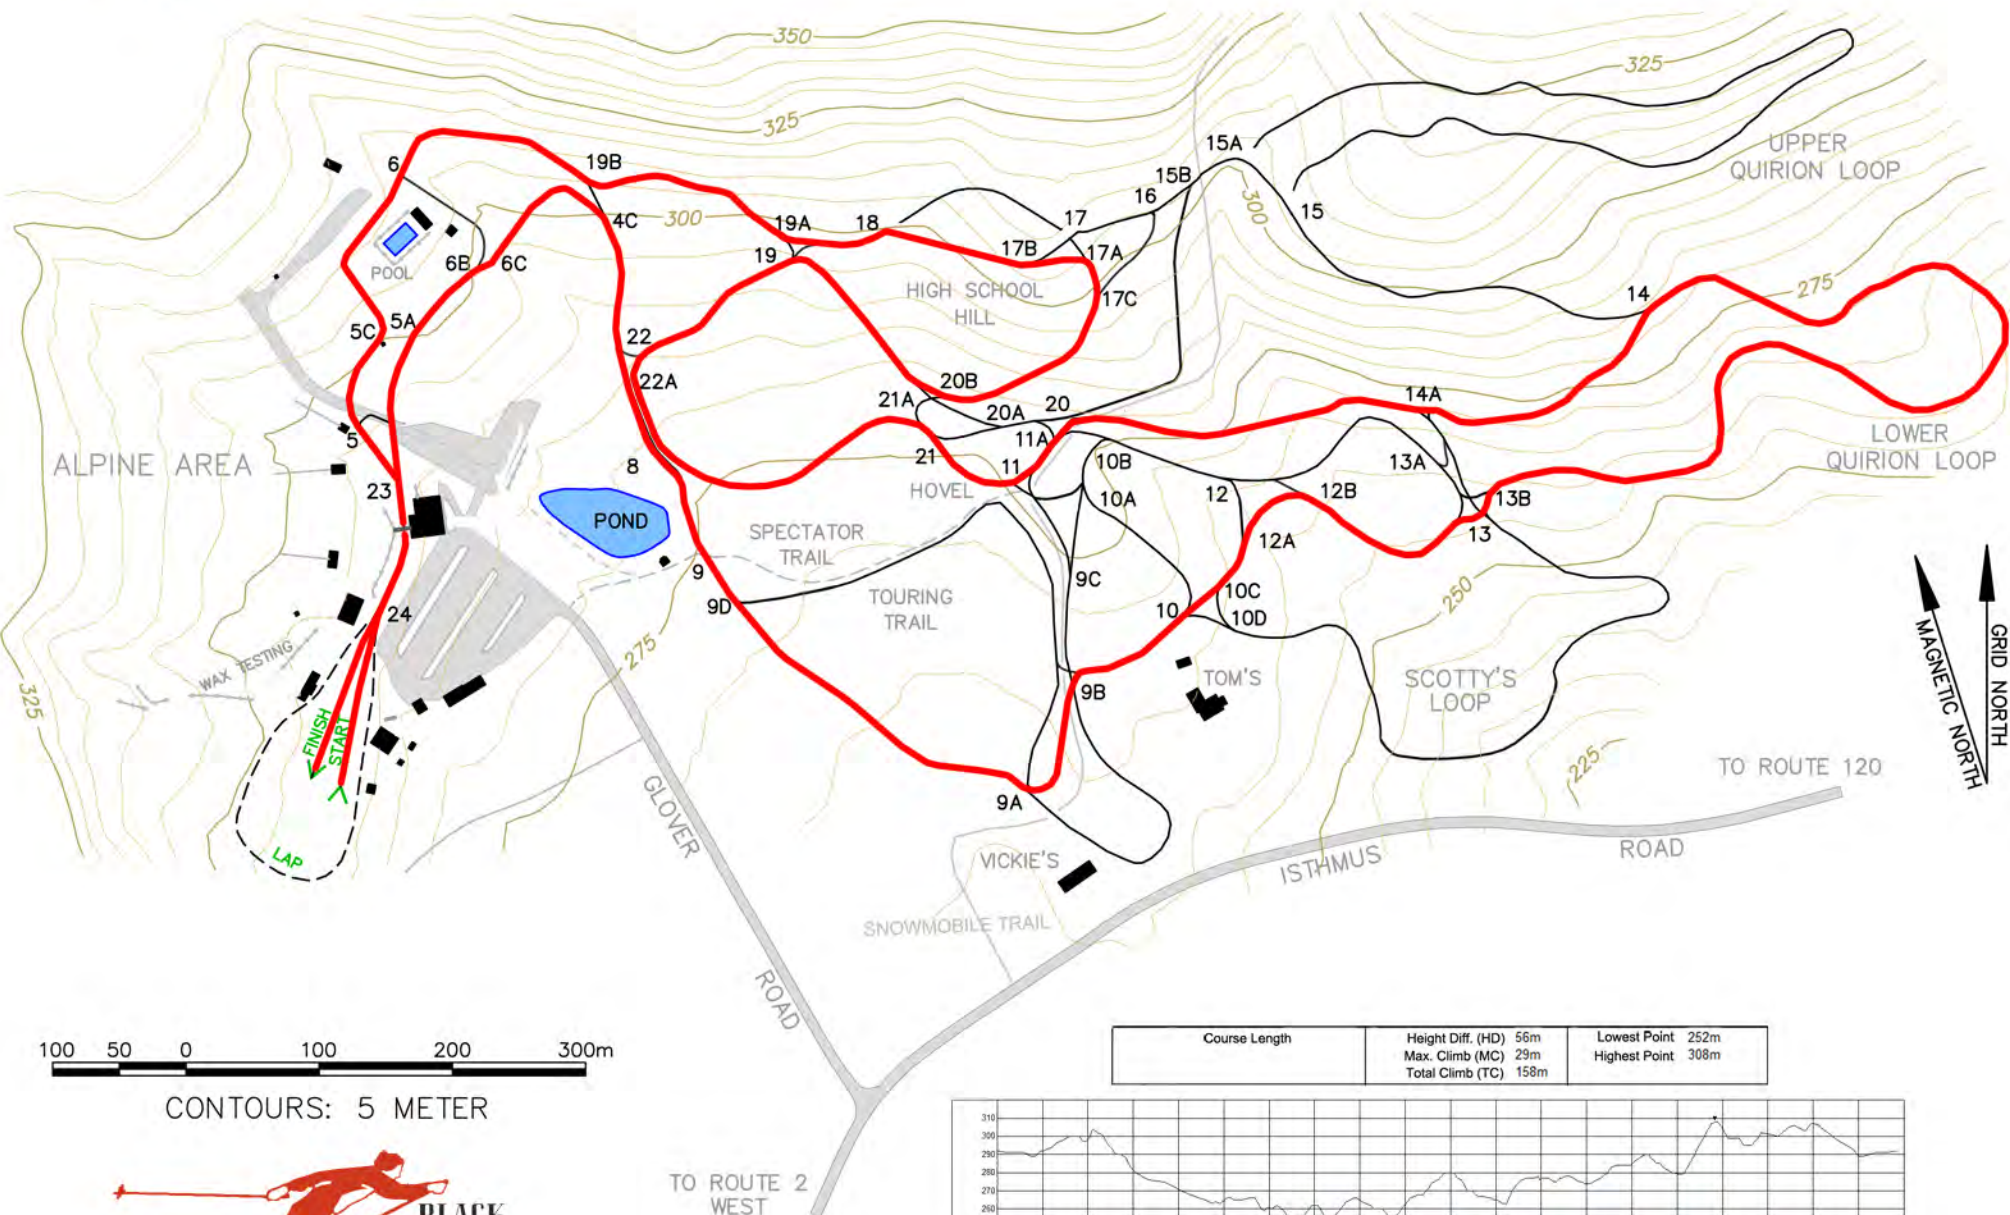 350
325
325
UPPER
QUIRION LOOP
15A
19B
6
15B
16
15
300
4C
300
19A
18
17
17B
17A
19
6B
6C
POOL
HIGH SCHOOL
HILL
17C
14
275
5C
5A
22
22A
20B
21A
20A
20
14A
11A
5
ALPINE AREA
8
21
11
10B
13A
LOWER
QUIRION LOOP
23
HOVEL
10A
12
12B
13B
POND
SPECTATOR
TRAIL
12A
13
9
9C
10C
250
9D
TOURING
TRAIL
10
10D
24
275
WAX TESTING
TOM'S
SCOTTY'S
LOOP
9B
325
FINISH
START
MAGNETIC NORTH
GRID NORTH
225
TO ROUTE 120
9A
GLOVER
LAP
VICKIE'S
ISTHMUS
ROAD
SNOWMOBILE TRAIL
ROAD
100 50 0 100 200 300m
CONTOURS: 5 METER
Course Length
Height Diff. (HD) 56m
Lowest Point 252m
Max. Climb (MC) 29m
Highest Point 308m
Total Climb (TC) 158m
310
300
290
280
270
260
TO ROUTE 2
WEST
BLACK